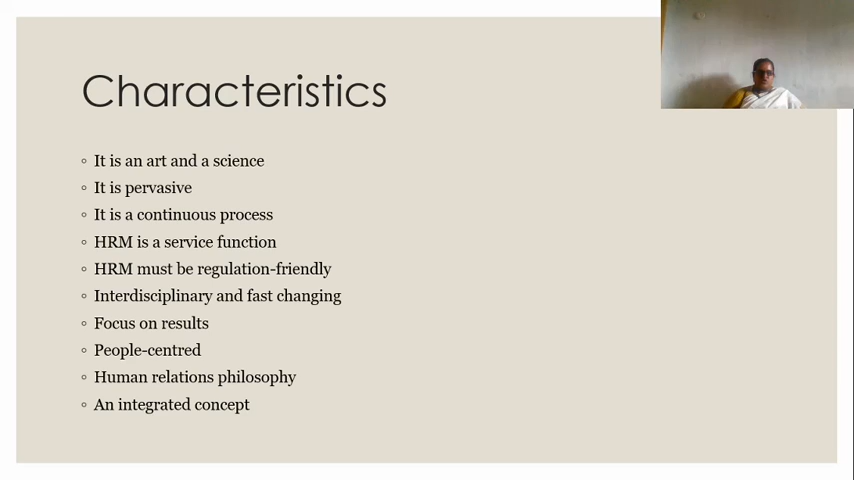 Characteristics
It is an art and a science
It is pervasive
It is a continuous process
HRM is a service function
HRM must be regulation-friendly
Interdisciplinary and fast changing
Focus on results
People-centred
Human relations philosophy
An integrated concept